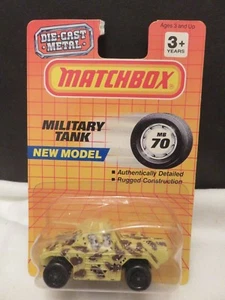 DIE-CAST
METAL
Ages 3 and Up
3+
YEARS
MATCHBOX
MILITARY
TANK
NEW MODEL
MB
70
• Authentically Detailed
• Rugged Construction